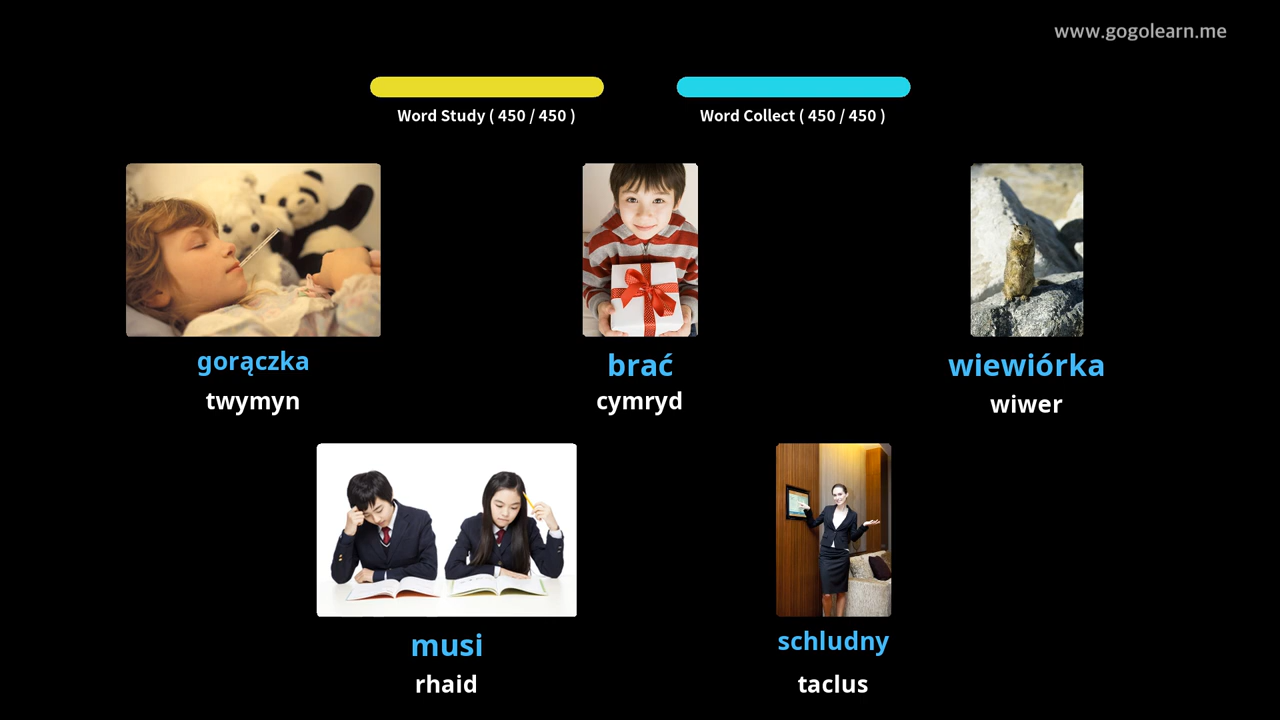 www.gogolearn.me
Word Study ( 450 / 450 )
Word Collect ( 450 / 450 )
gorączka
twymyn
brać
cymryd
wiewiórka
wiwer
musi
rhaid
schludny
taclus